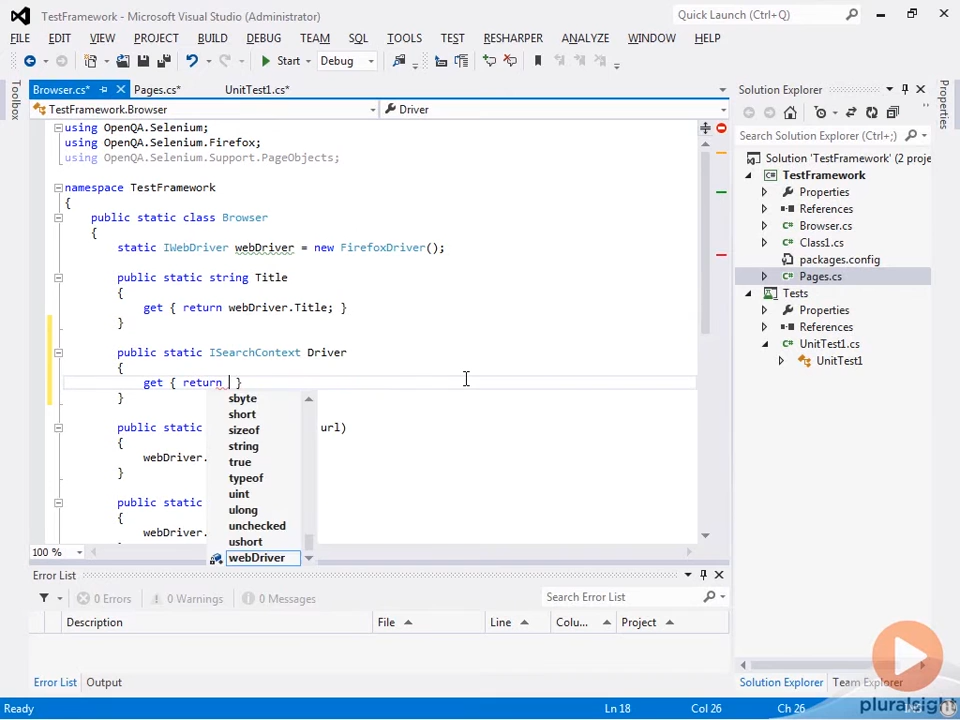 TestFramework - Microsoft Visual Studio (Administrator)
Quick Launch (Ctrl+Q)
FILE EDIT VIEW PROJECT BUILD DEBUG TEAM SQL TOOLS TEST RESHARPER ANALYZE WINDOW HELP
Start Debug
Toolbox
Browser.cs* Pages.cs* UnitTest1.cs*
TestFramework.Browser Driver
using OpenQA.Selenium;
using OpenQA.Selenium.Firefox;
using OpenQA.Selenium.Support.PageObjects;
namespace TestFramework
{
public static class Browser
{
static IWebDriver webDriver = new FirefoxDriver();
public static string Title
{
get { return webDriver.Title; }
}
public static ISearchContext Driver
{
get { return }
}
public static url)
{
webDriver.
}
public static
{
webDriver.
sbyte
short
sizeof
string
true
typeof
uint
ulong
unchecked
ushort
webDriver
100 %
Error List
0 Errors 0 Warnings 0 Messages
Search Error List
Description File Line Colu... Project
Error List Output
Solution Explorer
Search Solution Explorer (Ctrl+;)
Solution 'TestFramework' (2 proje
TestFramework
Properties
References
Browser.cs
Class1.cs
packages.config
Pages.cs
Tests
Properties
References
UnitTest1.cs
UnitTest1
Properties
Solution Explorer Team Explorer
Ready Ln 18 Col 26 Ch 26
pluralsight